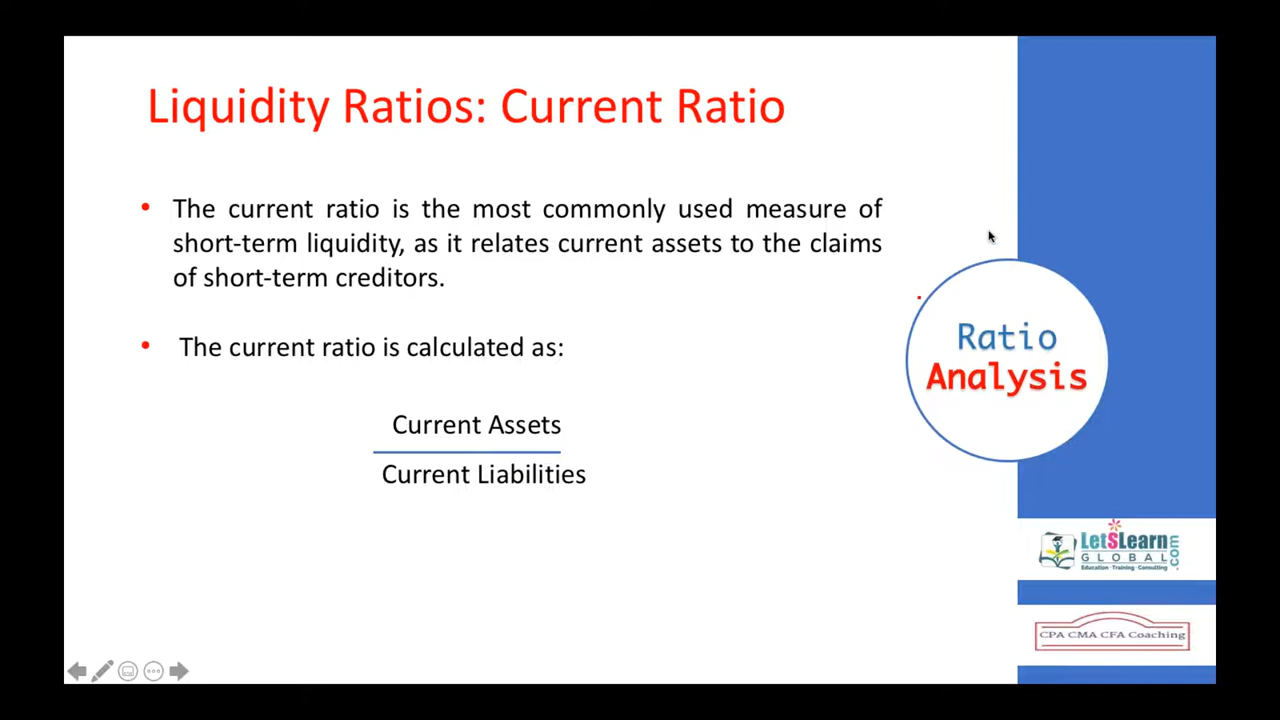 Liquidity Ratios: Current Ratio
• The current ratio is the most commonly used measure of
short-term liquidity, as it relates current assets to the claims
of short-term creditors.
• The current ratio is calculated as:
Current Assets
Current Liabilities
Ratio
Analysis
LetSLearn
GLOBAL
.com
Education・Training・Consulting
CPA CMA CFA Coaching